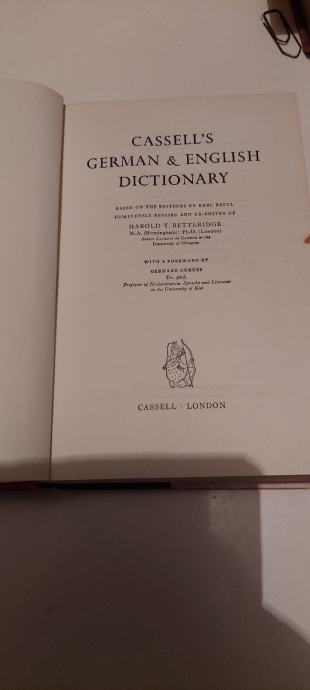 CASSELL'S
GERMAN & ENGLISH
DICTIONARY
BASED ON THE EDITIONS BY KARL BREUL
COMPLETELY REVISED AND RE-EDITED BY
HAROLD T. BETTERIDGE
M.A. (Birmingham), Ph.D. (London)
Senior Lecturer in German in the
University of Glasgow
WITH A FOREWORD BY
GERHARD CORDES
Dr. phil.
Professor of Niederdeutsche Sprache und Literatur
in the University of Kiel
CASSELL · LONDON